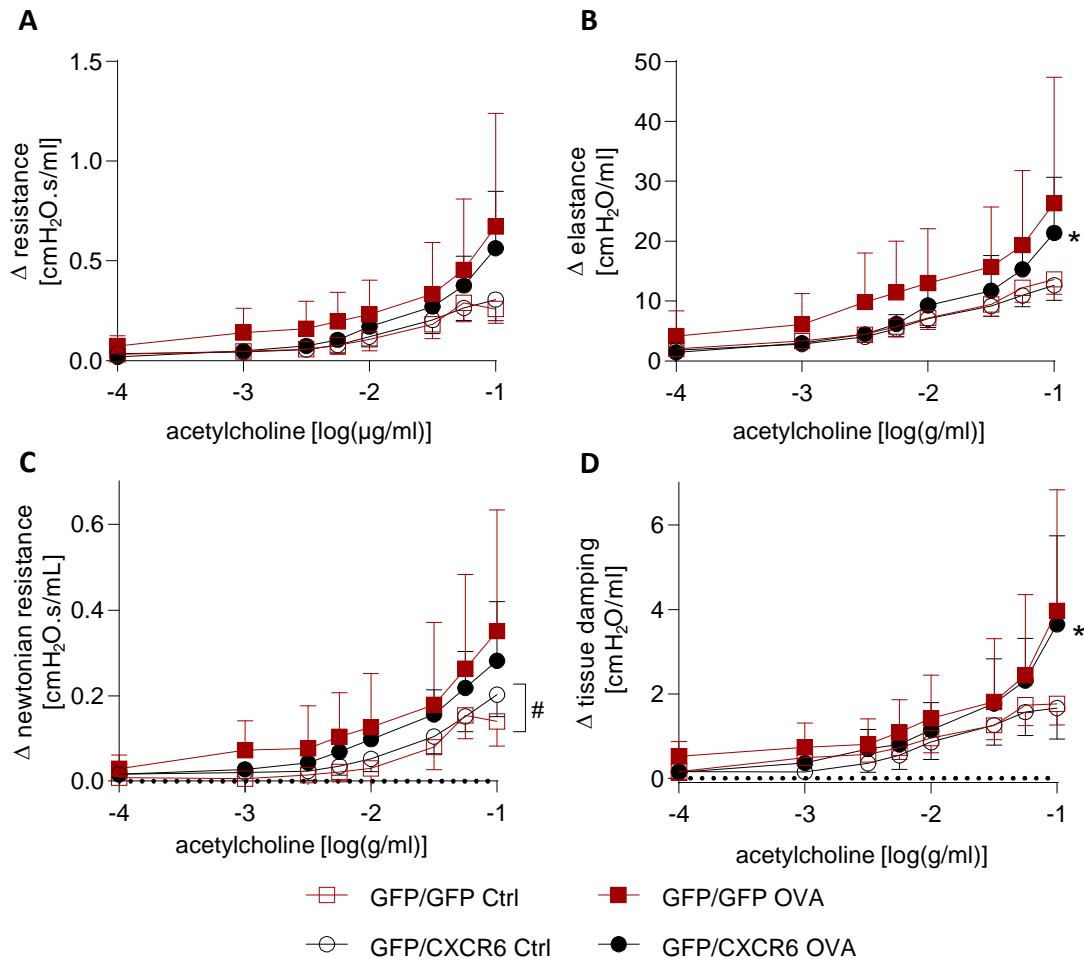 A
Δ resistance
[cmH₂O.s/ml]
1.5
1.0
0.5
0.0
-4
-3
-2
-1
acetylcholine [log(µg/ml)]
B
Δ elastance
[cmH₂O/ml]
50
40
30
20
10
0
*
-4
-3
-2
-1
acetylcholine [log(g/ml)]
C
Δ newtonian resistance
[cmH₂O.s/mL]
0.6
0.4
0.2
0.0
#
-4
-3
-2
-1
acetylcholine [log(g/ml)]
D
Δ tissue damping
[cmH₂O/ml]
6
4
2
0
*
-4
-3
-2
-1
acetylcholine [log(g/ml)]
GFP/GFP Ctrl
GFP/GFP OVA
GFP/CXCR6 Ctrl
GFP/CXCR6 OVA